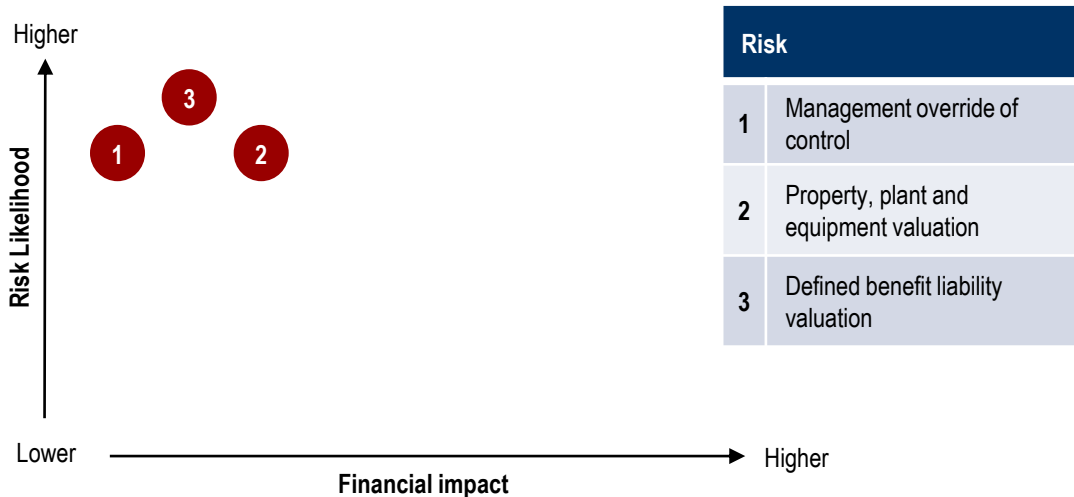 Higher
3
1
2
Risk Likelihood
Lower
Financial impact
Higher
Risk
1
Management override of
control
2
Property, plant and
equipment valuation
3
Defined benefit liability
valuation